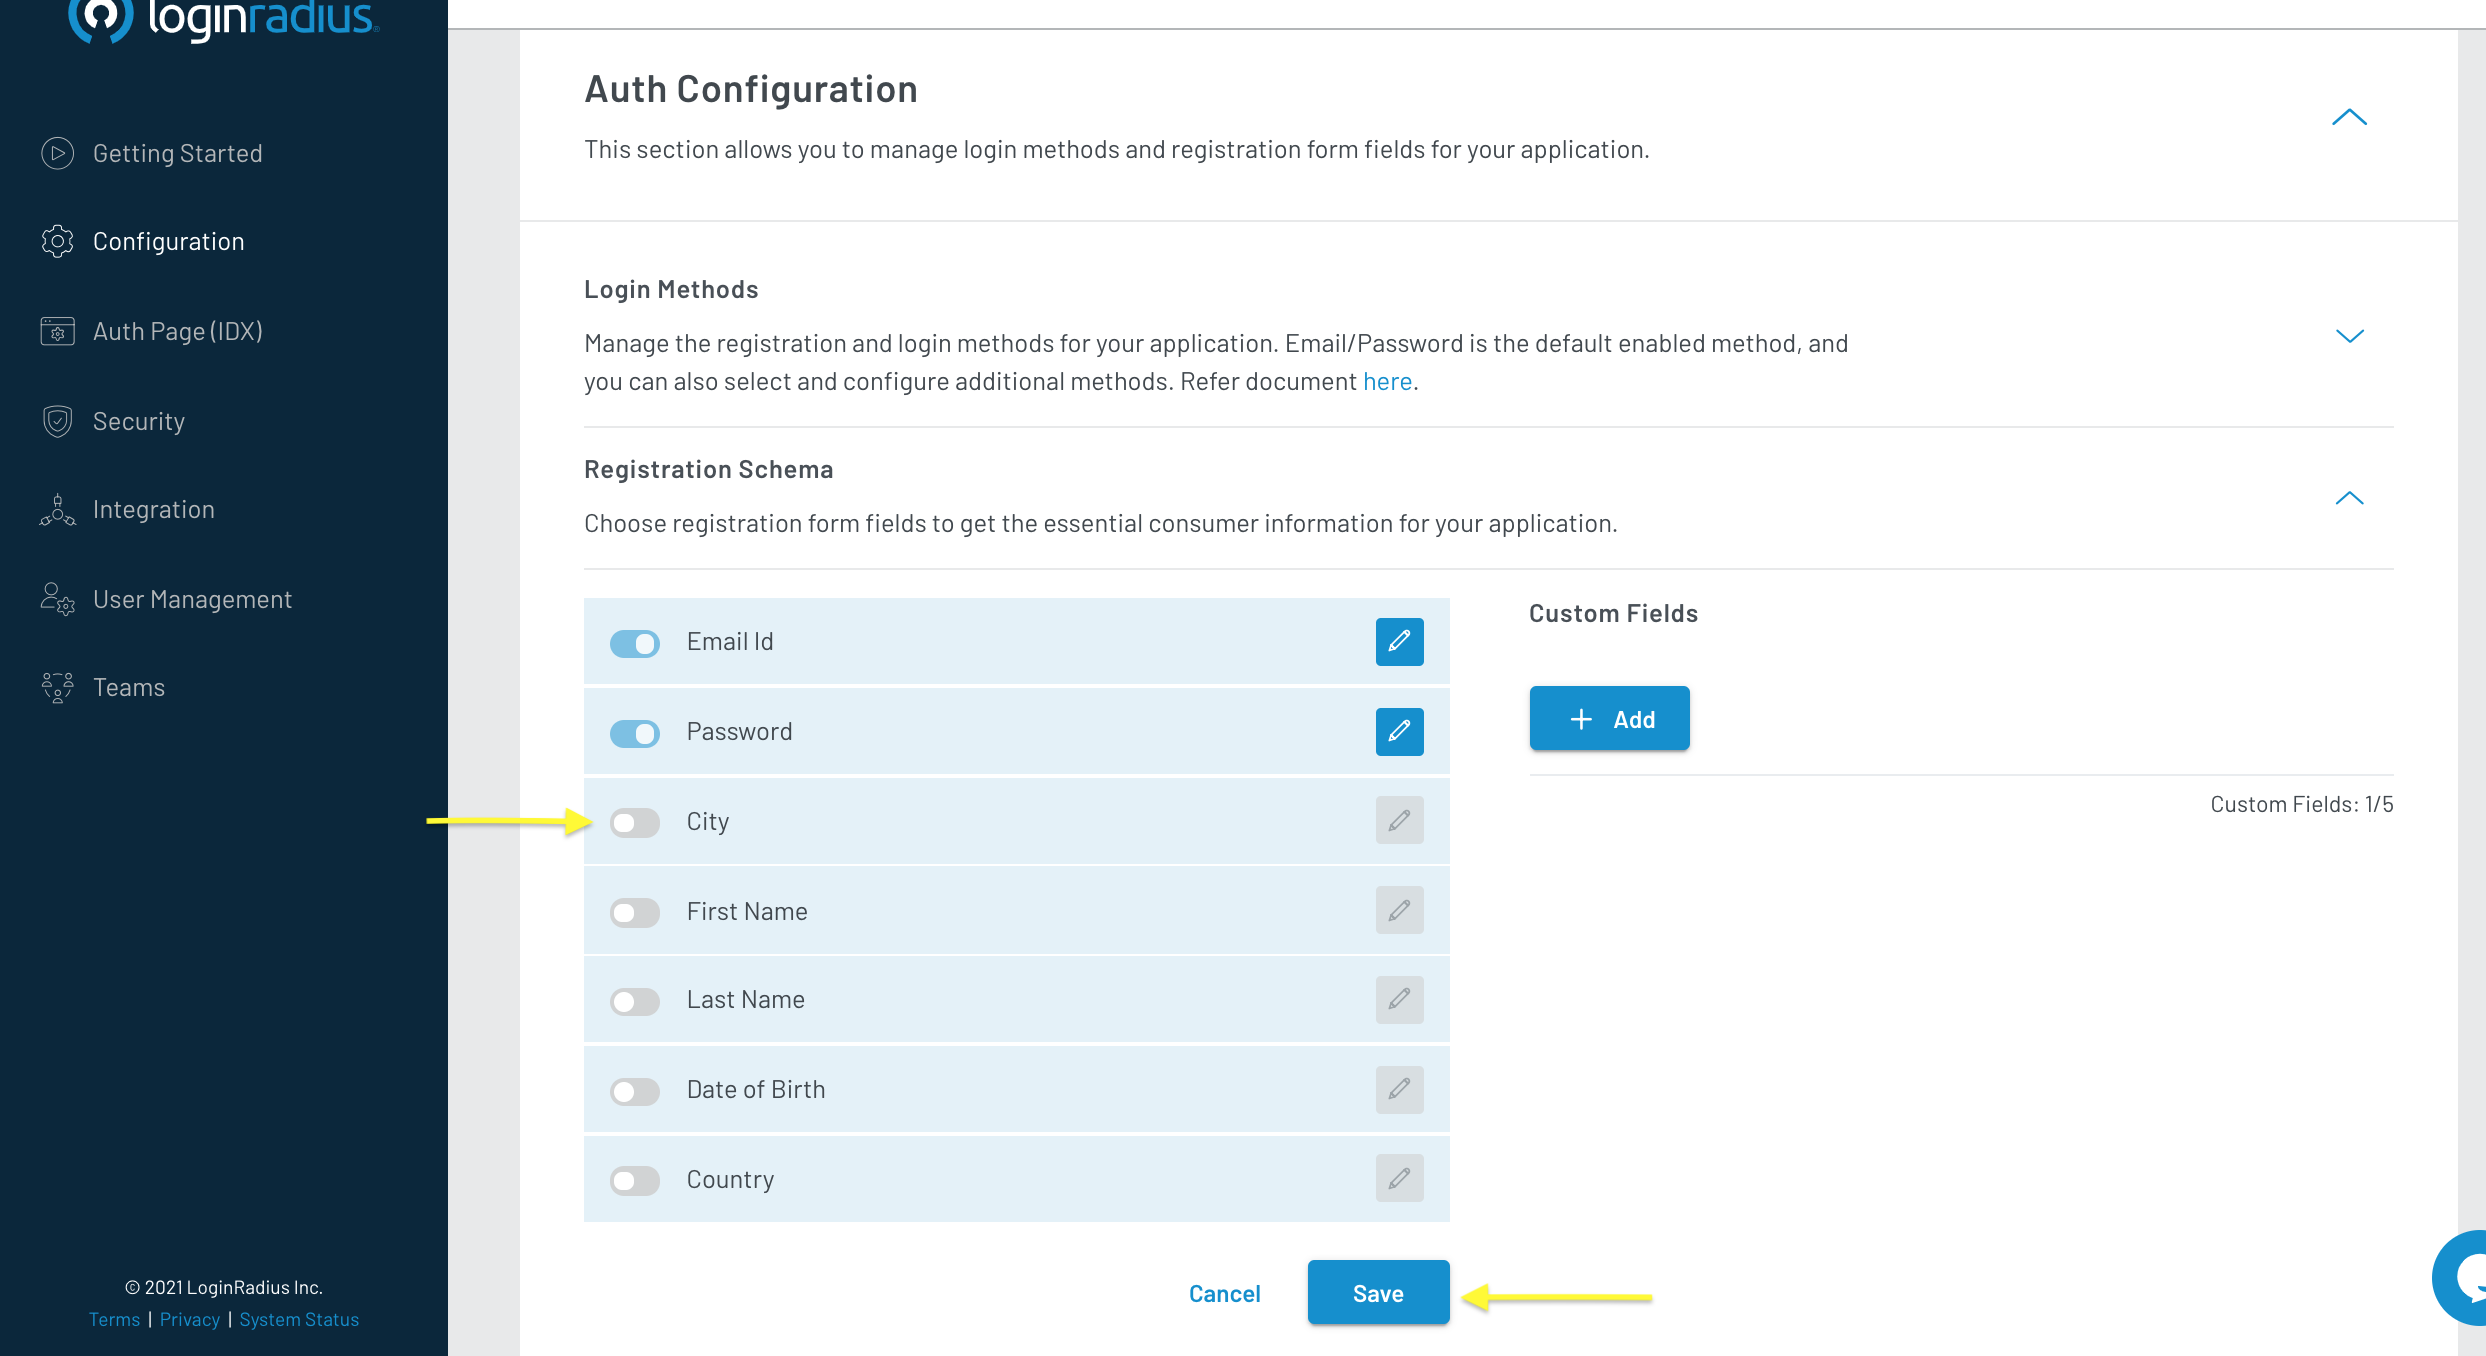 loginradius
Getting Started
Configuration
Auth Page (IDX)
Security
Integration
User Management
Teams
© 2021 LoginRadius Inc.
Terms | Privacy | System Status
Auth Configuration
This section allows you to manage login methods and registration form fields for your application.
Login Methods
Manage the registration and login methods for your application. Email/Password is the default enabled method, and
you can also select and configure additional methods. Refer document here.
Registration Schema
Choose registration form fields to get the essential consumer information for your application.
Email Id
Password
City
First Name
Last Name
Date of Birth
Country
Cancel
Save
Custom Fields
+ Add
Custom Fields: 1/5